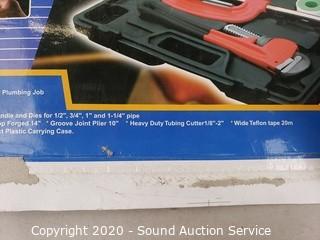 Plumbing Job
ndle and Dies for 1/2", 3/4", 1" and 1-1/4" pipe
op Forged 14" * Groove Joint Plier 10" * Heavy Duty Tubing Cutter1/8"-2" * Wide Teflon tape 20m
t Plastic Carrying Case.
Copyright © 2020 - Sound Auction Service